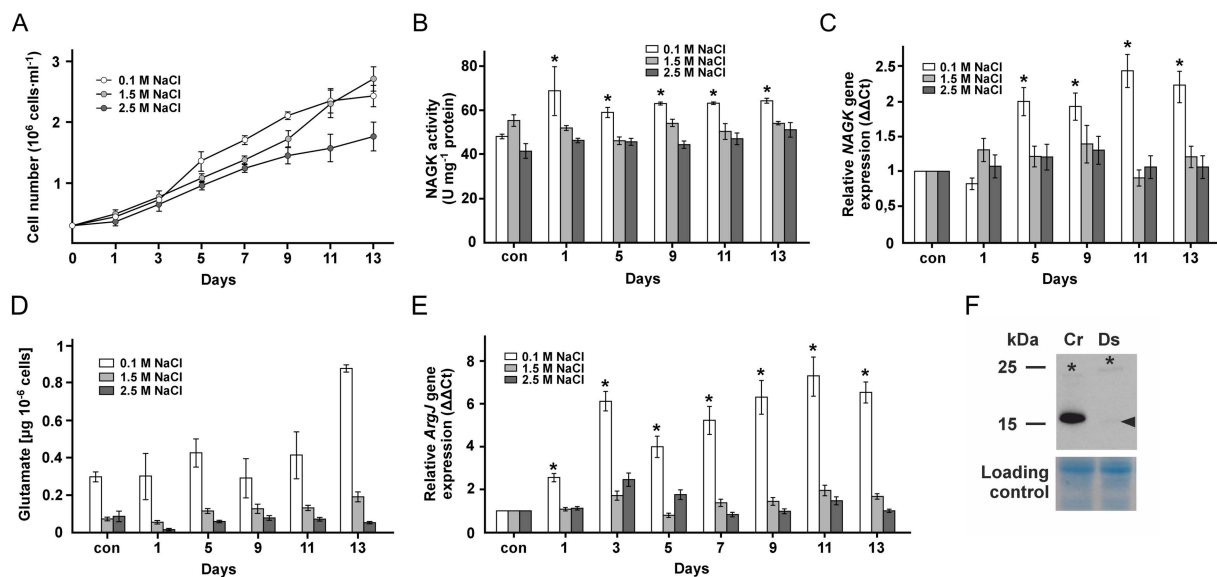 A
Cell number (10⁶ cells·ml⁻¹)
3
2
1
0.1 M NaCl
1.5 M NaCl
2.5 M NaCl
0 1 3 5 7 9 11 13
Days
B
NAGK activity
(U mg⁻¹ protein)
80
60
40
20
0
0.1 M NaCl
1.5 M NaCl
2.5 M NaCl
* * * * *
con 1 5 9 11 13
Days
C
Relative NAGK gene
expression (ΔΔCt)
2.5
2
1.5
1
0,5
0
0.1 M NaCl
1.5 M NaCl
2.5 M NaCl
* * * *
con 1 5 9 11 13
Days
D
Glutamate [µg 10⁻⁶ cells]
1
0.8
0.6
0.4
0.2
0
0.1 M NaCl
1.5 M NaCl
2.5 M NaCl
con 1 5 9 11 13
Days
E
Relative ArgJ gene
expression (ΔΔCt)
8
6
4
2
0
0.1 M NaCl
1.5 M NaCl
2.5 M NaCl
* * * * * * *
con 1 3 5 7 9 11 13
Days
F
kDa Cr Ds
25 * *
15
Loading
control